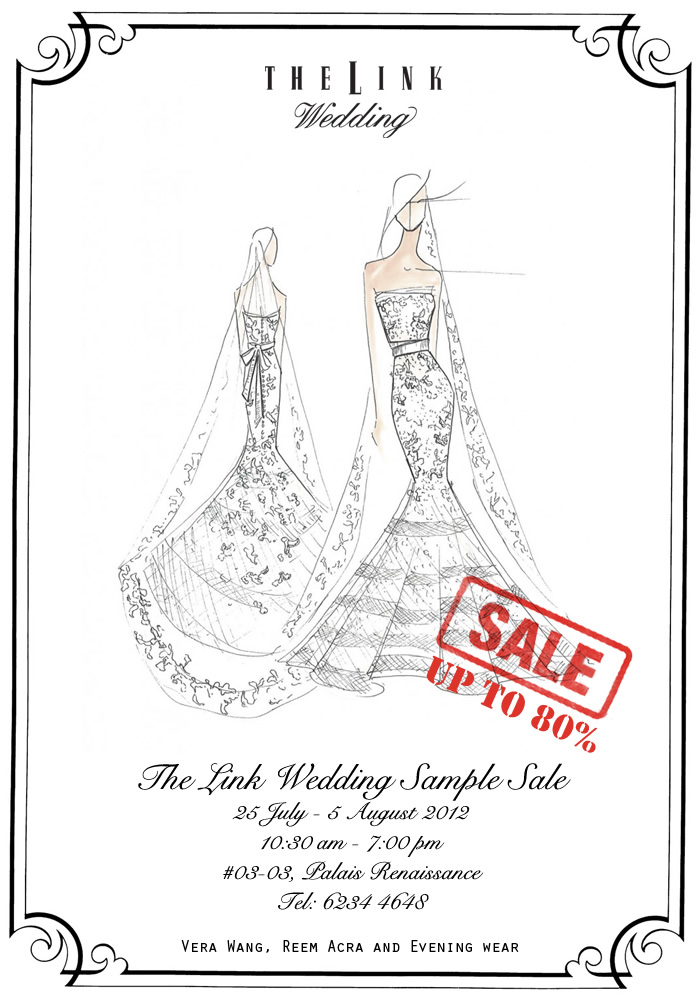 THE LINK
Wedding
SALE
UP TO 80%
The Link Wedding Sample Sale
25 July - 5 August 2012
10:30 am - 7:00 pm
#03-03, Palais Renaissance
Tel: 6234 4648
Vera Wang, Reem Acra and Evening wear